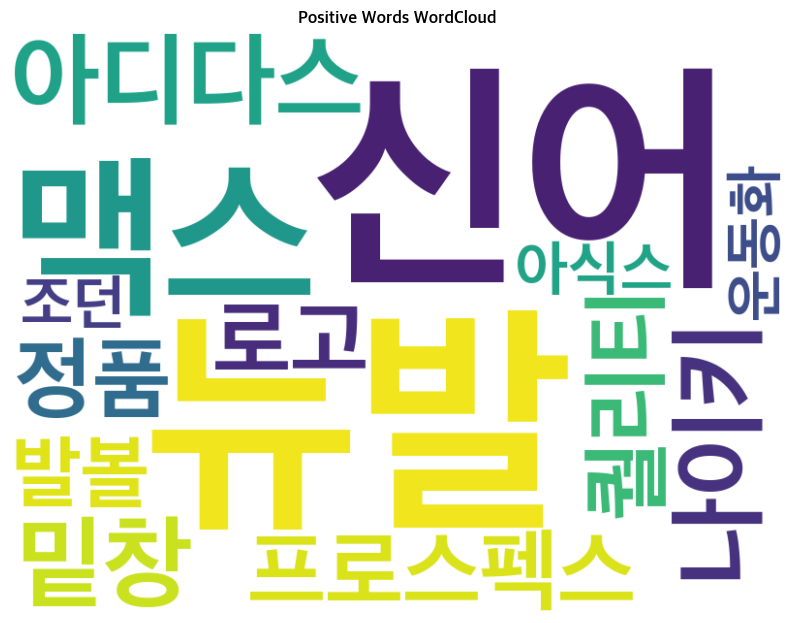 Positive Words WordCloud
아디다스
신어
맥스
운동화
아식스
조던
로고
뉴발
퀄리티
나이키
정품
발볼
밑창
프로스펙스